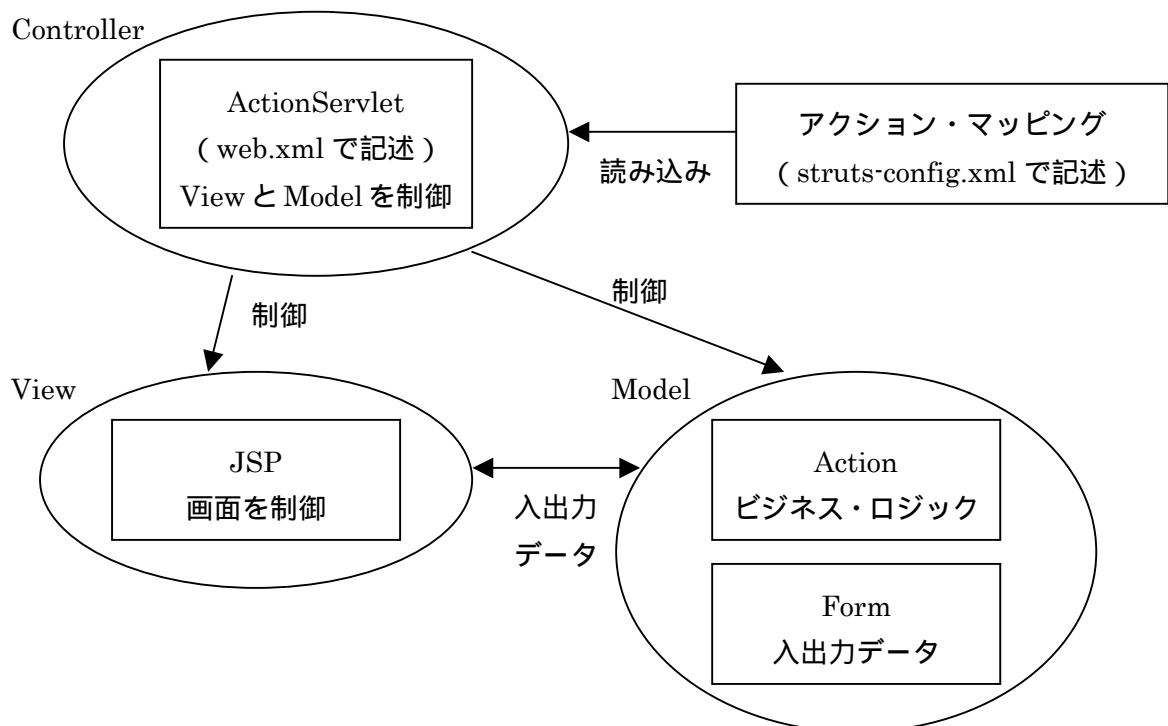 Controller
ActionServlet
( web.xml で記述 )
View と Model を制御
アクション・マッピング
( struts-config.xml で記述 )
読み込み
制御
制御
View
JSP
画面を制御
入出力
データ
Model
Action
ビジネス・ロジック
Form
入出力データ